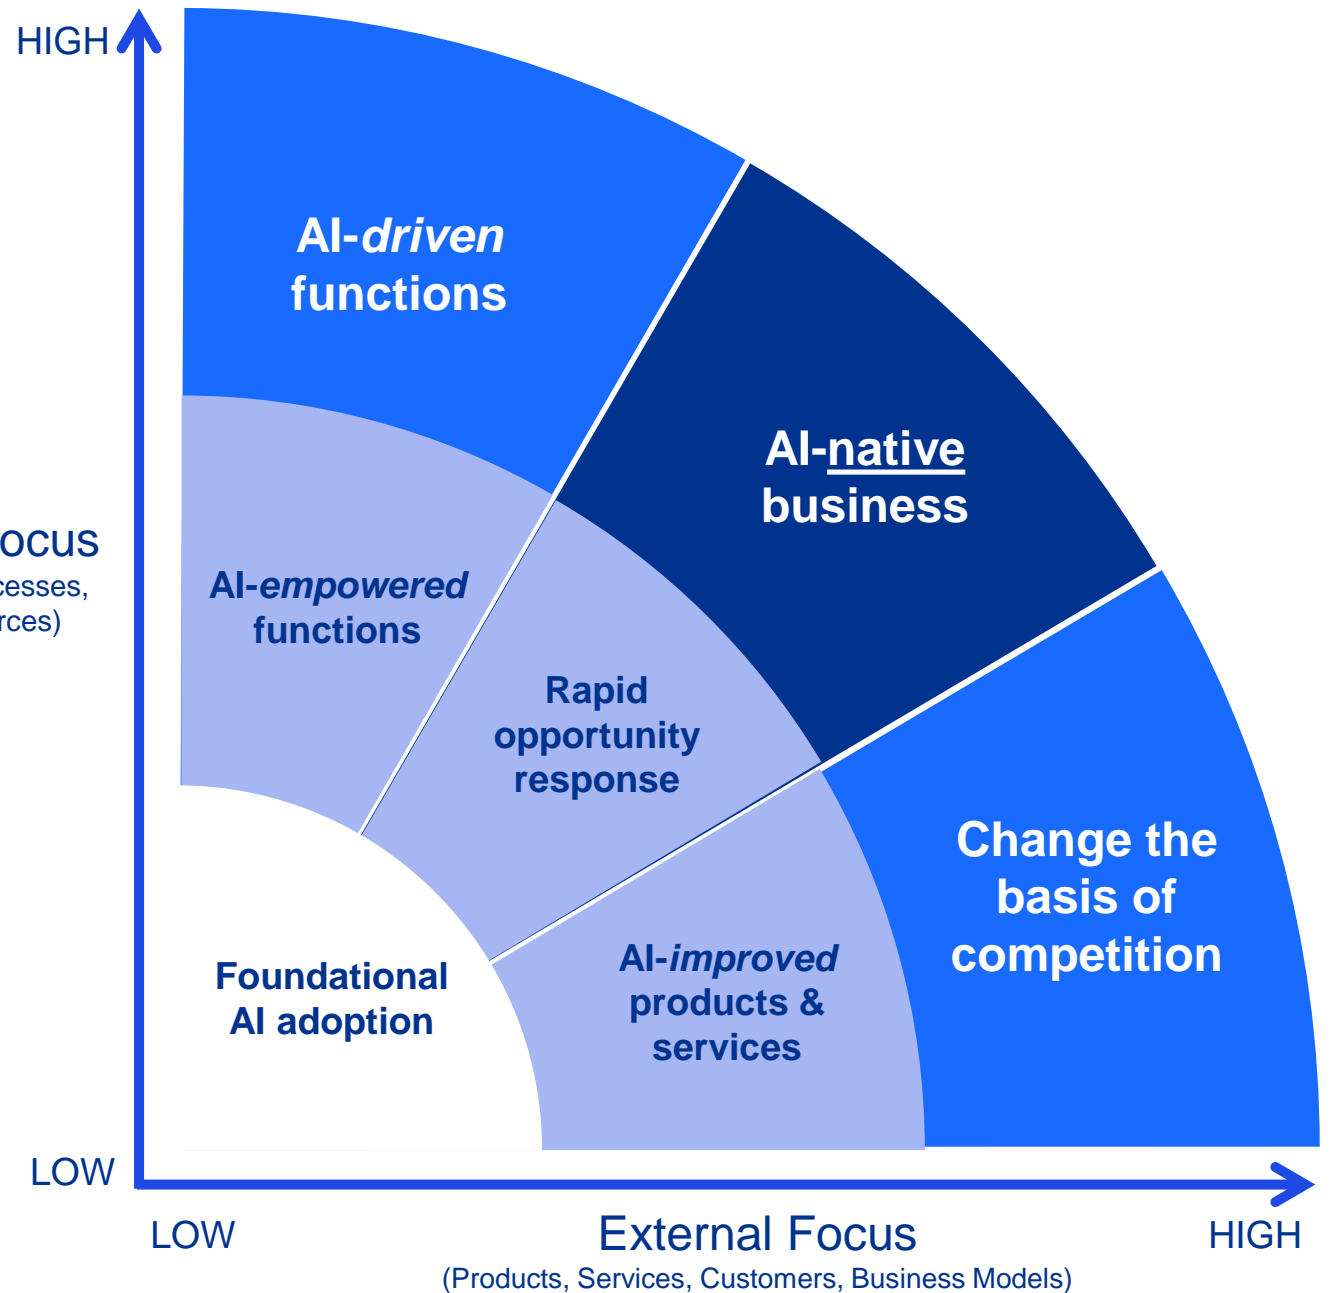 HIGH
AI-driven
functions
AI-native
business
ocus
cesses,
rces)
AI-empowered
functions
Rapid
opportunity
response
Change the
basis of
competition
Foundational
AI adoption
AI-improved
products &
services
LOW
LOW
External Focus
HIGH
(Products, Services, Customers, Business Models)